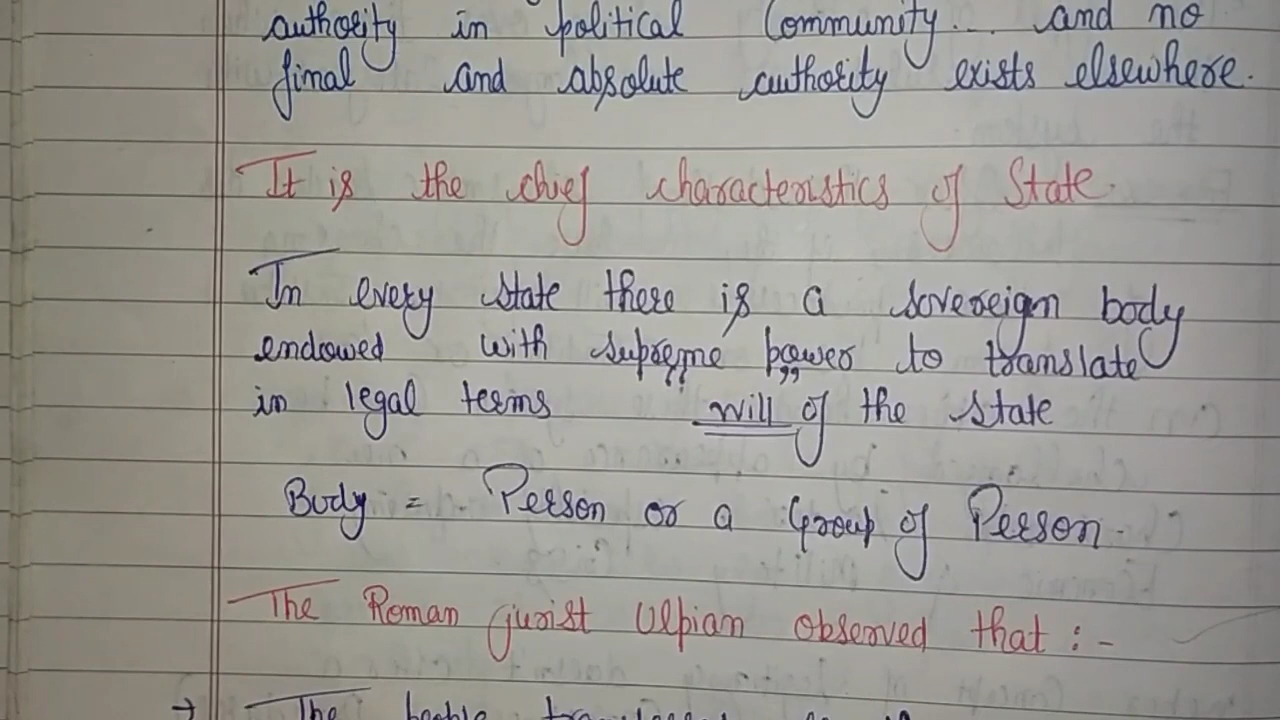 authority in political Community... and no
final and absolute authority exists elsewhere.
It is the chief characteristics of State.
In every state there is a sovereign body
endowed with supreme power to translate
in legal terms "will" of the state
Body = Person or a Group of Person.
The Roman jurist Ulpian observed that :-
→ The people